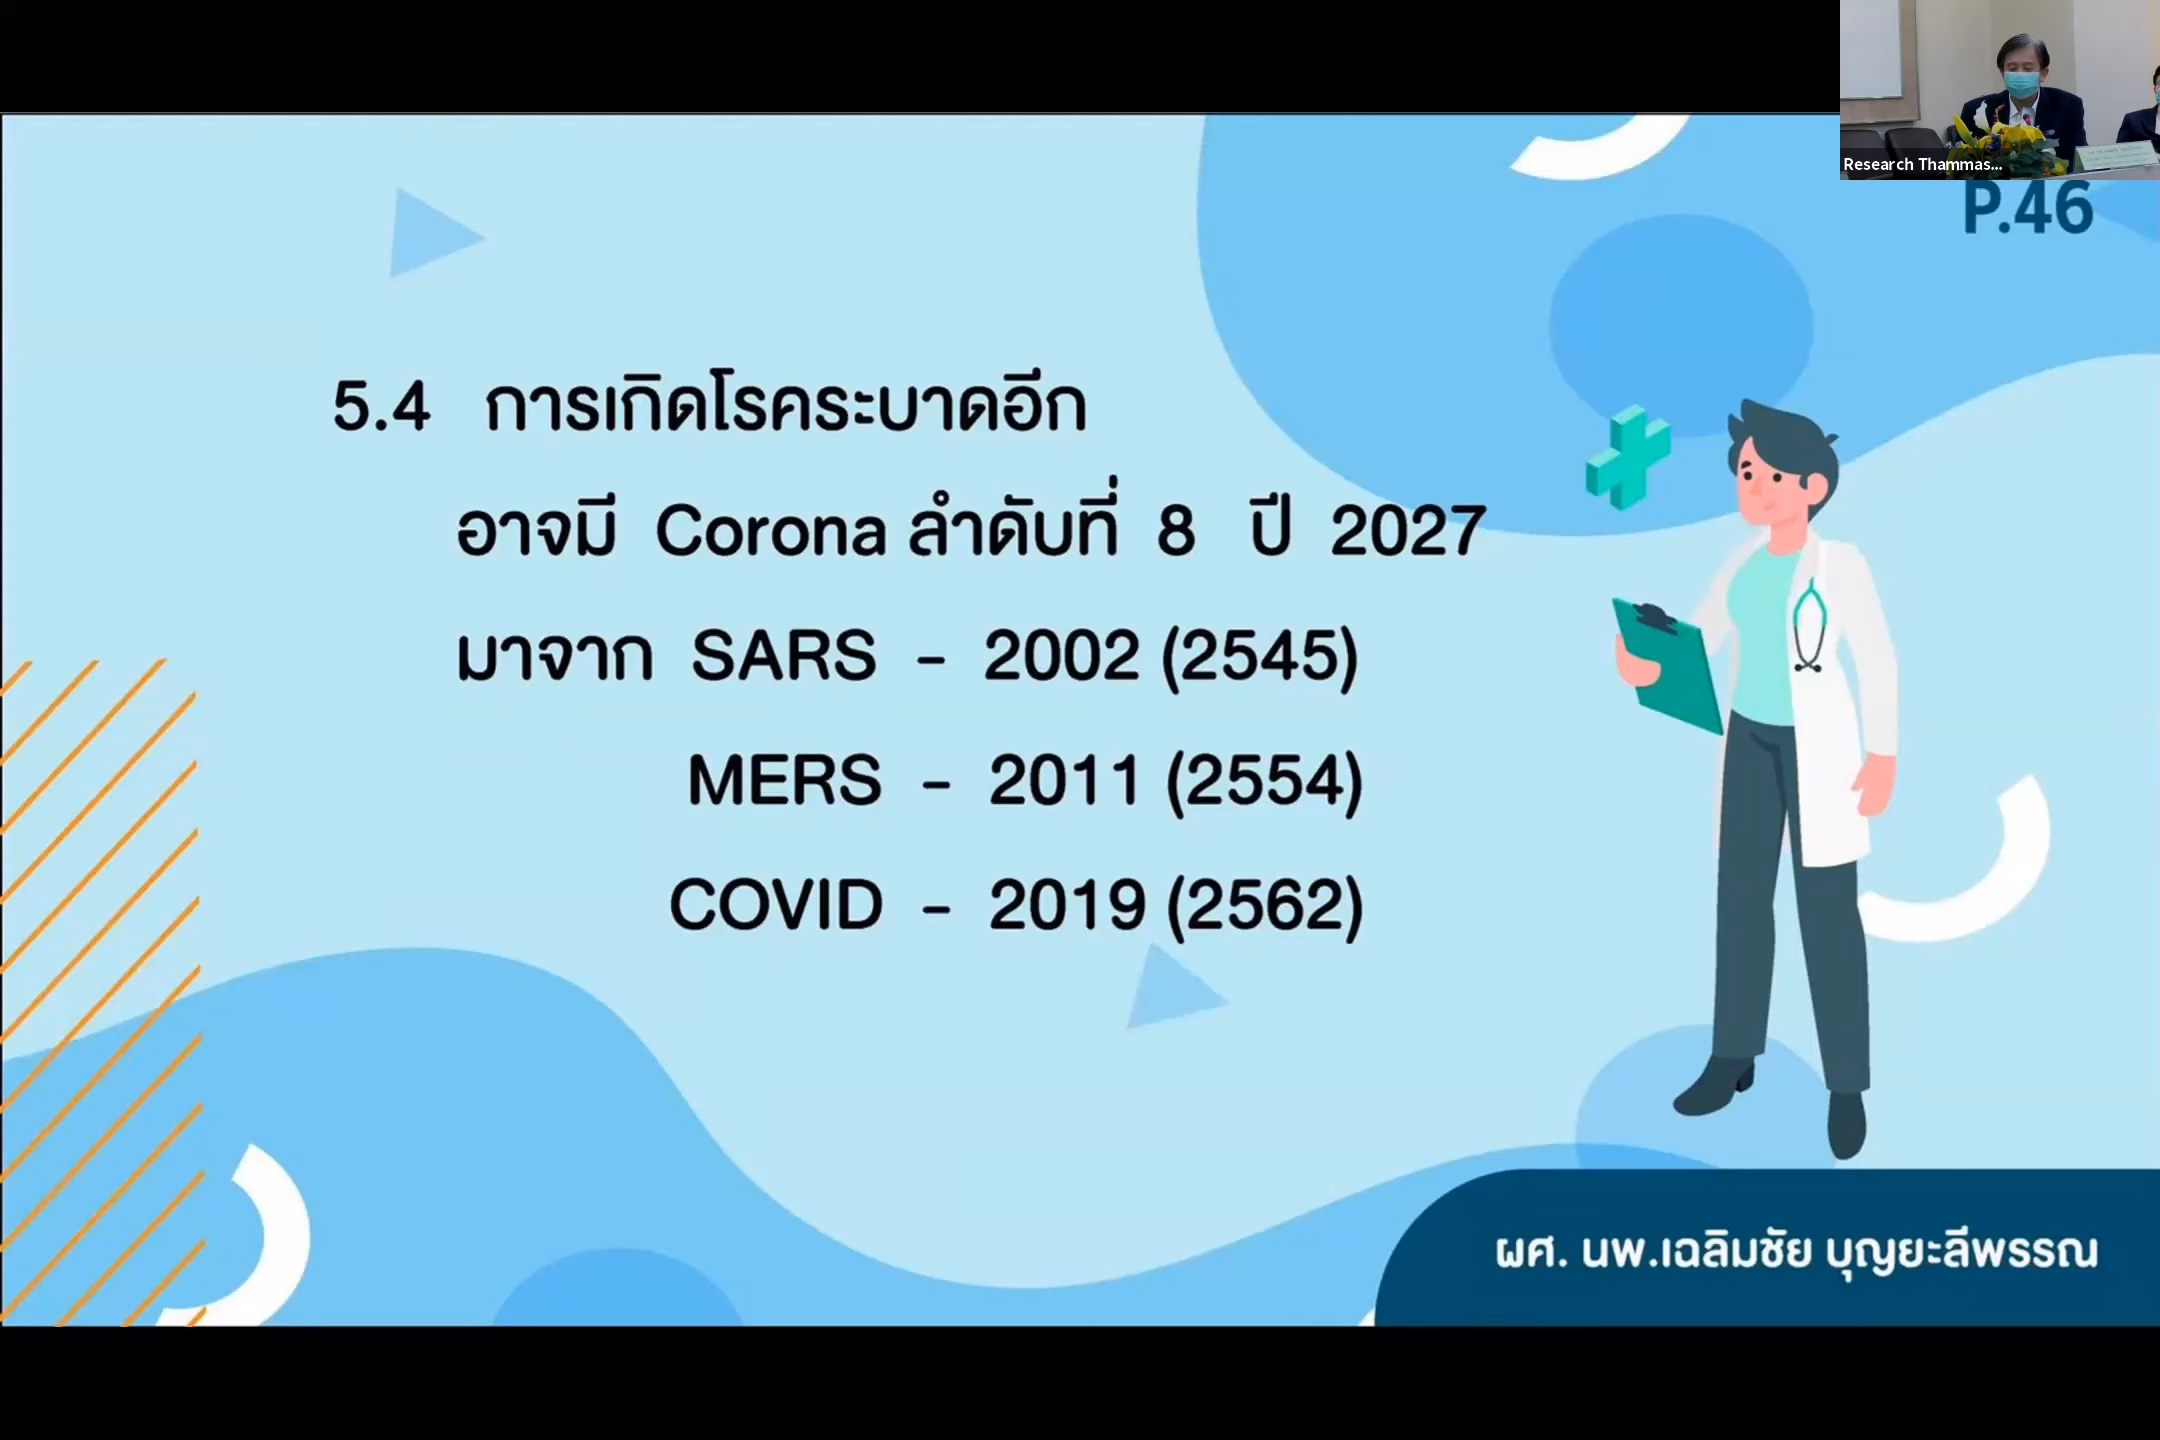 Research Thammas...
P.46
5.4 การเกิดโรคระบาดอีก
อาจมี Corona ลำดับที่ 8 ปี 2027
มาจาก SARS - 2002 (2545)
MERS - 2011 (2554)
COVID - 2019 (2562)
ผศ. นพ.เฉลิมชัย บุญยะลีพรรณ